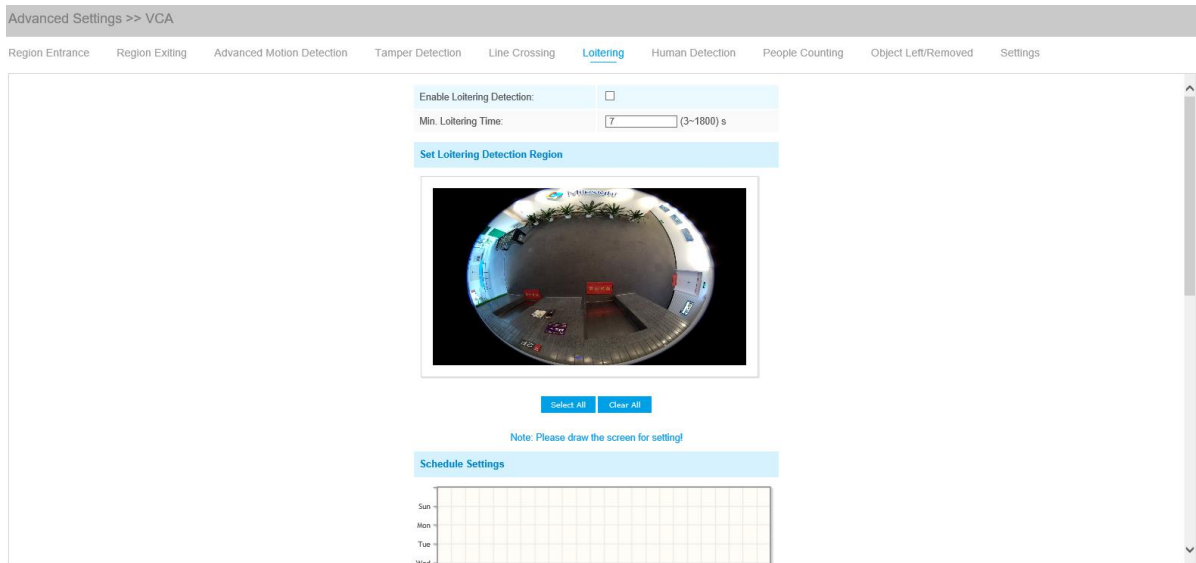 Advanced Settings >> VCA
Region Entrance Region Exiting Advanced Motion Detection Tamper Detection Line Crossing Loitering Human Detection People Counting Object Left/Removed Settings
Enable Loitering Detection:
Min. Loitering Time: 7 (3~1800) s
Set Loitering Detection Region
Select All Clear All
Note: Please draw the screen for setting!
Schedule Settings
Sun
Mon
Tue
Wed